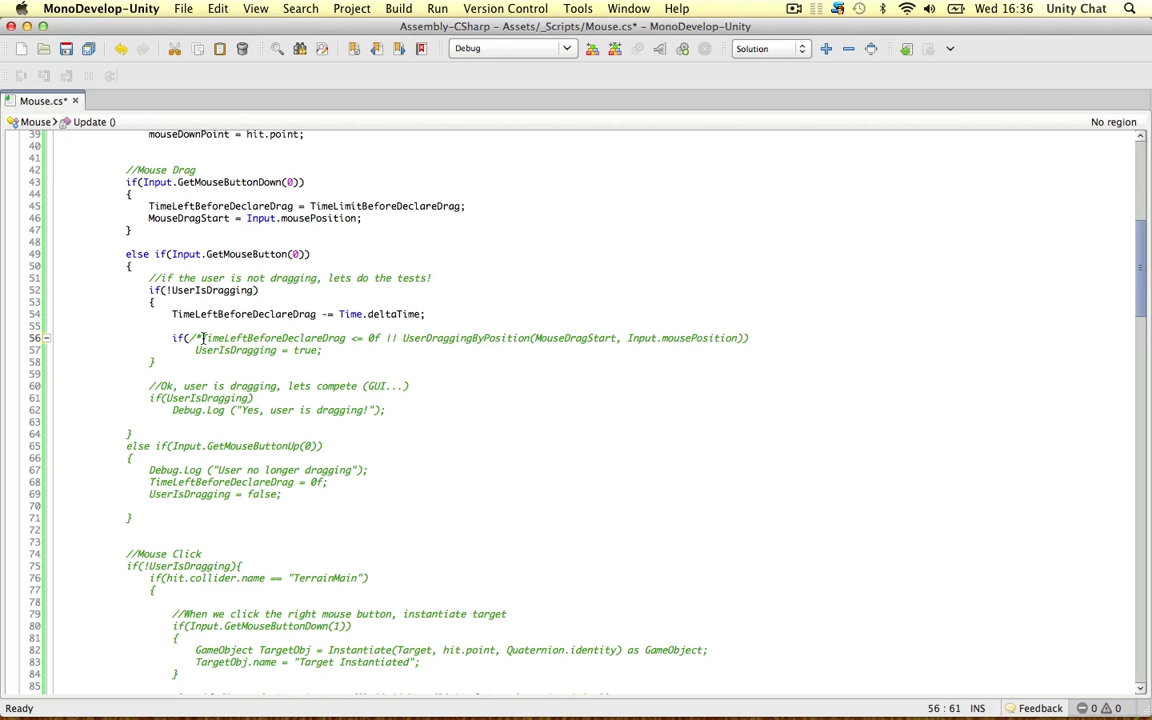 MonoDevelop-Unity File Edit View Search Project Build Run Version Control Tools Window Help Wed 16:36 Unity Chat
Assembly-CSharp - Assets/_Scripts/Mouse.cs* - MonoDevelop-Unity
Debug Solution
Mouse.cs* ×
Mouse Update () No region
39 mouseDownPoint = hit.point;
40
41
42 //Mouse Drag
43 if(Input.GetMouseButtonDown(0))
44 {
45 TimeLeftBeforeDeclareDrag = TimeLimitBeforeDeclareDrag;
46 MouseDragStart = Input.mousePosition;
47 }
48
49 else if(Input.GetMouseButton(0))
50 {
51 //if the user is not dragging, lets do the tests!
52 if(!UserIsDragging)
53 {
54 TimeLeftBeforeDeclareDrag -= Time.deltaTime;
55
56 if(/*TimeLeftBeforeDeclareDrag <= 0f || UserDraggingByPosition(MouseDragStart, Input.mousePosition))
57 UserIsDragging = true;
58 }
59
60 //Ok, user is dragging, lets compete (GUI...)
61 if(UserIsDragging)
62 Debug.Log ("Yes, user is dragging!");
63
64 }
65 else if(Input.GetMouseButtonUp(0))
66 {
67 Debug.Log ("User no longer dragging");
68 TimeLeftBeforeDeclareDrag = 0f;
69 UserIsDragging = false;
70
71 }
72
73
74 //Mouse Click
75 if(!UserIsDragging){
76 if(hit.collider.name == "TerrainMain")
77 {
78
79 //When we click the right mouse button, instantiate target
80 if(Input.GetMouseButtonDown(1))
81 {
82 GameObject TargetObj = Instantiate(Target, hit.point, Quaternion.identity) as GameObject;
83 TargetObj.name = "Target Instantiated";
84 }
85
Ready 56 : 61 INS Feedback 0 0